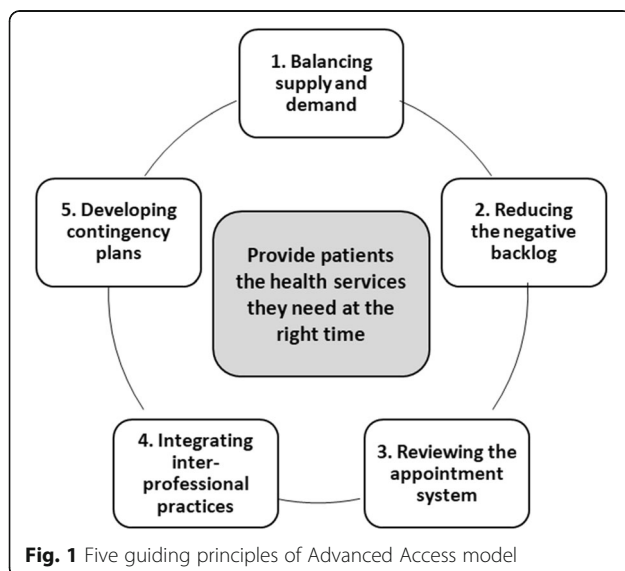 1. Balancing
supply and
demand
2. Reducing
the negative
backlog
3. Reviewing the
appointment
system
4. Integrating
inter-
professional
practices
5. Developing
contingency
plans
Provide patients
the health services
they need at the
right time
Fig. 1 Five guiding principles of Advanced Access model